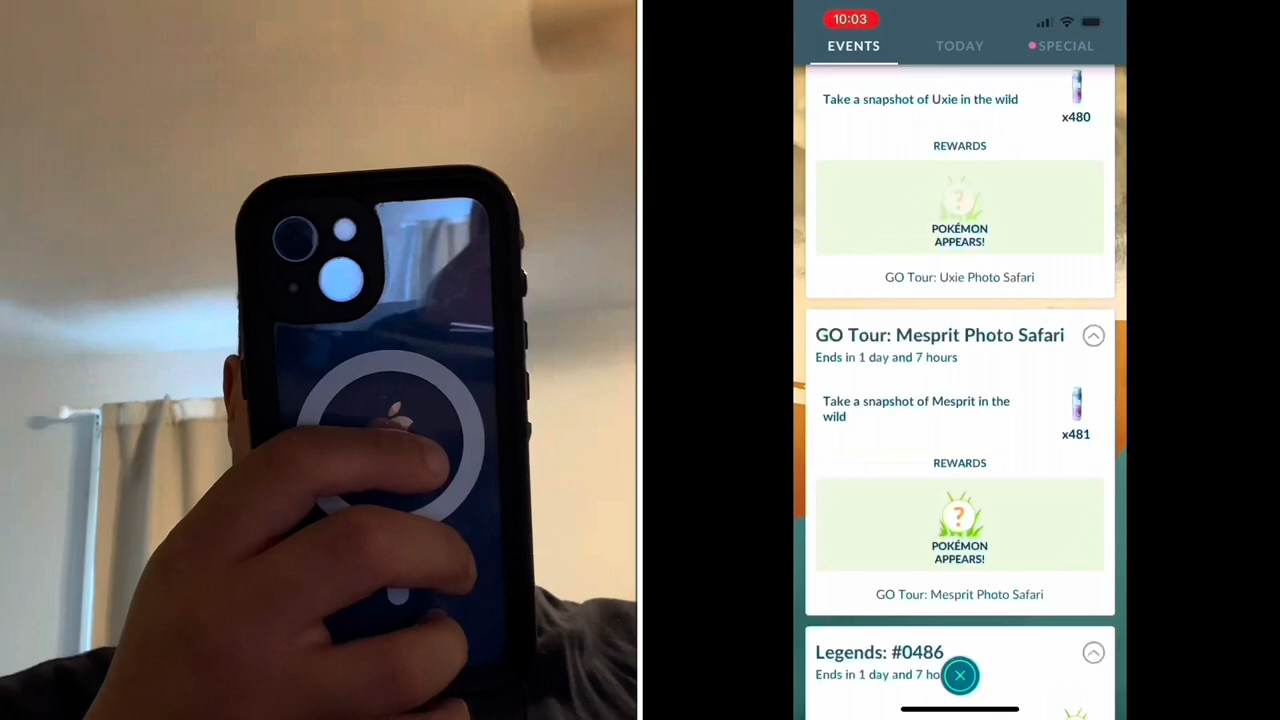 10:03
EVENTS
TODAY
SPECIAL
Take a snapshot of Uxie in the wild
x480
REWARDS
?
POKÉMON
APPEARS!
GO Tour: Uxie Photo Safari
GO Tour: Mesprit Photo Safari
Ends in 1 day and 7 hours
Take a snapshot of Mesprit in the
wild
x481
REWARDS
?
POKÉMON
APPEARS!
GO Tour: Mesprit Photo Safari
Legends: #0486
Ends in 1 day and 7 ho